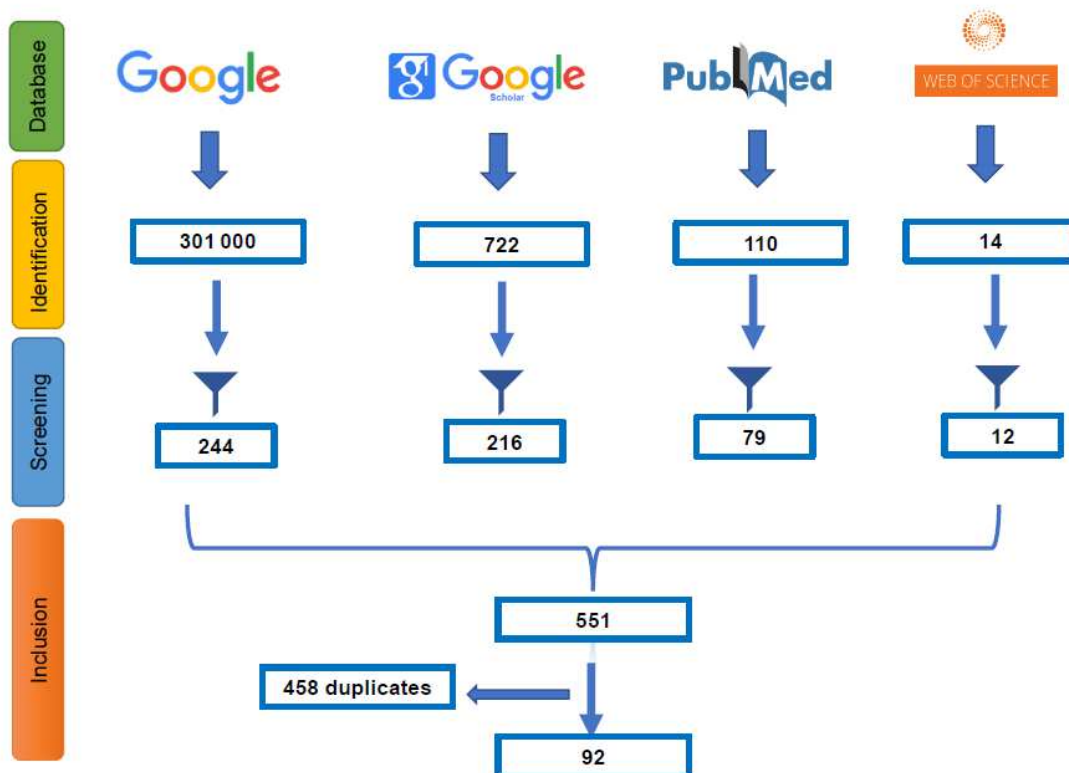 Database
Google
Google
Scholar
PubMed
WEB OF SCIENCE
Identification
301 000
722
110
14
Screening
244
216
79
12
Inclusion
551
458 duplicates
92